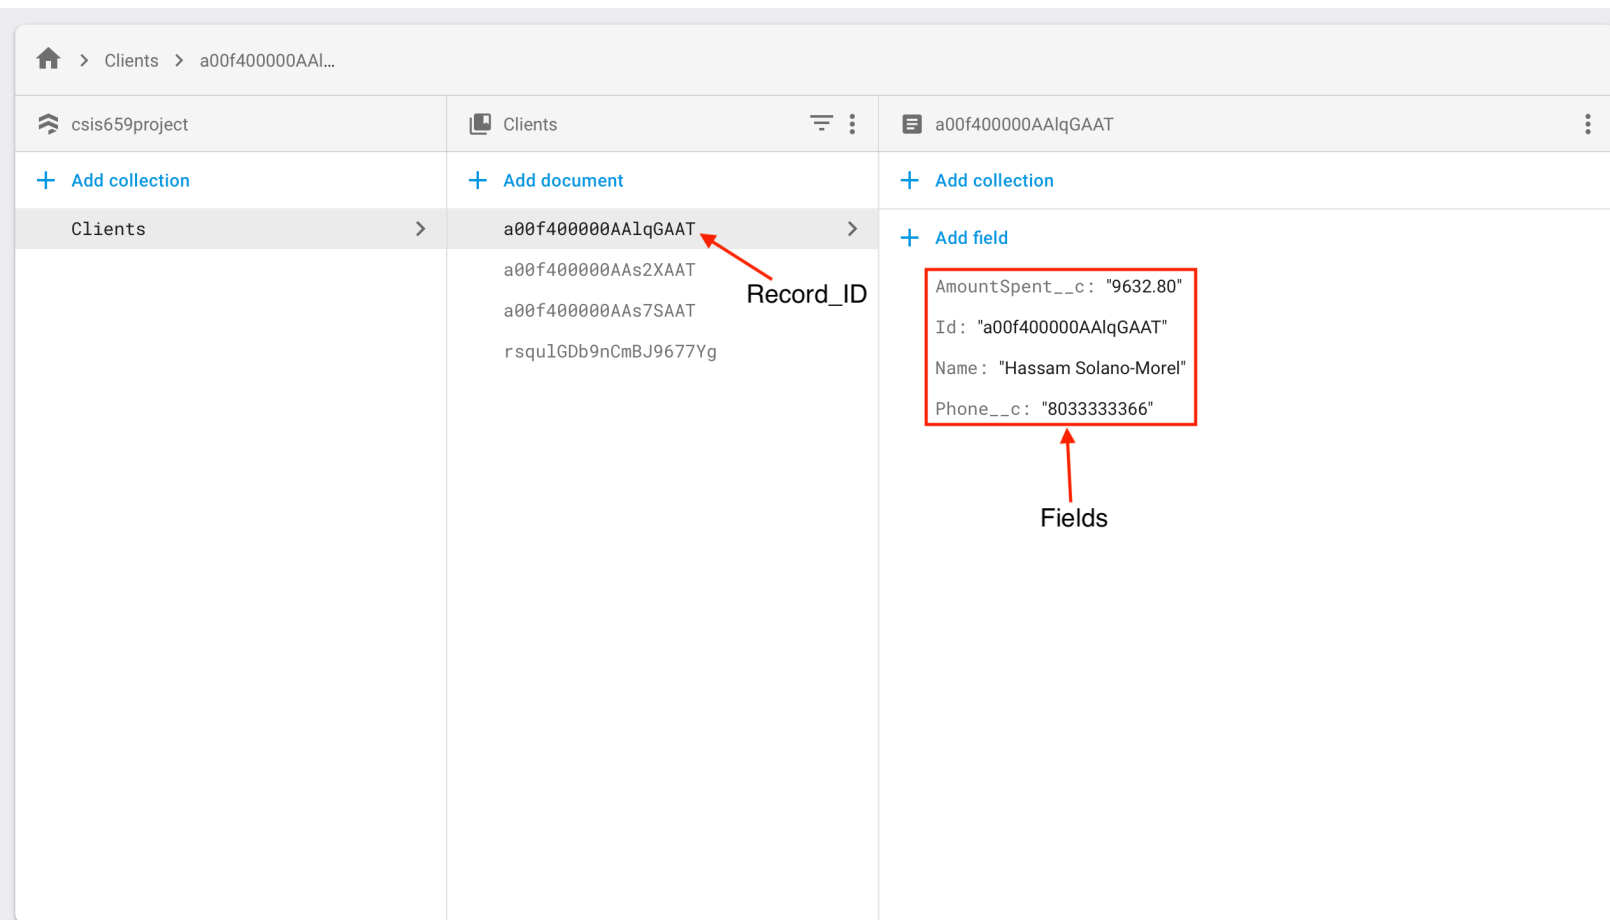 Clients > a00f400000AAl...
csis659project
Add collection
Clients
Clients
Add document
a00f400000AAlqGAAT
a00f400000AAs2XAAT
a00f400000AAs7SAAT
rsqulGDb9nCmBJ9677Yg
Record_ID
a00f400000AAlqGAAT
Add collection
Add field
AmountSpent__c: "9632.80"
Id: "a00f400000AAlqGAAT"
Name: "Hassam Solano-Morel"
Phone__c: "8033333366"
Fields